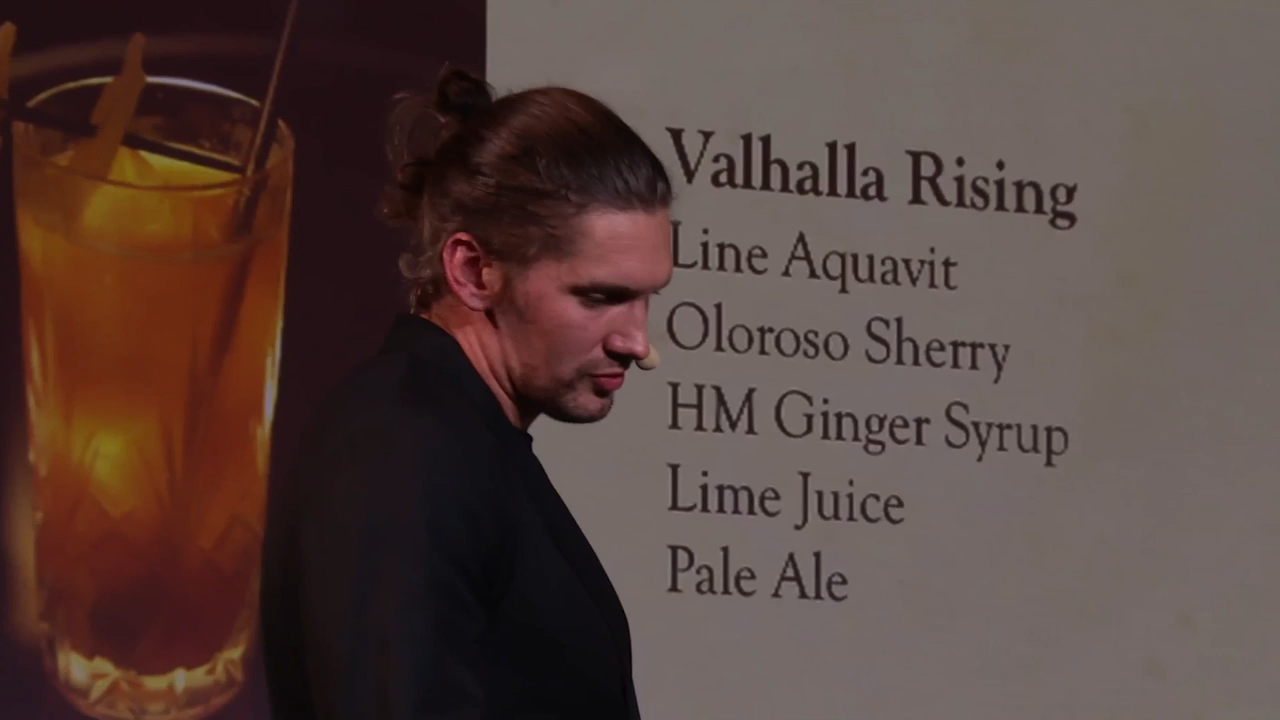 Valhalla Rising
Line Aquavit
Oloroso Sherry
HM Ginger Syrup
Lime Juice
Pale Ale